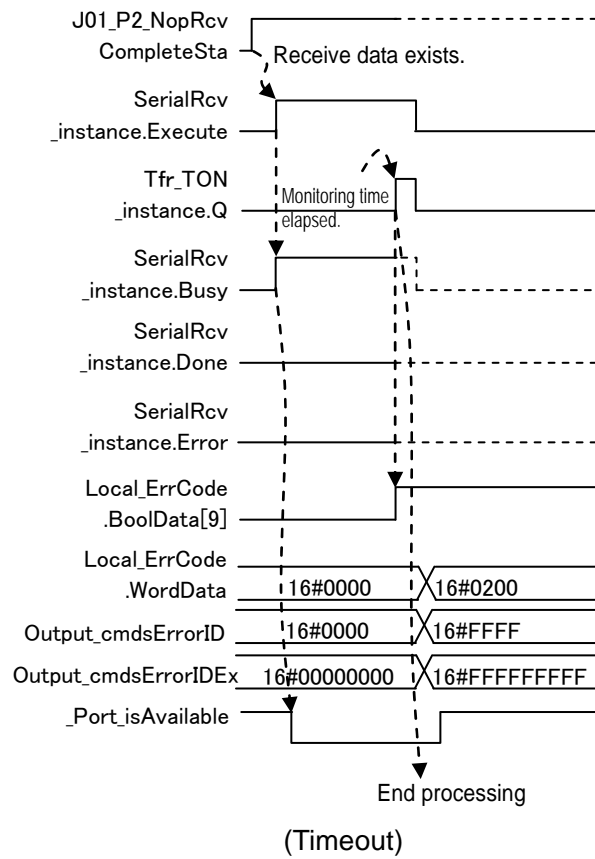 J01_P2_NopRcv
CompleteSta
Receive data exists.
SerialRcv
_instance.Execute
Tfr_TON
_instance.Q
Monitoring time
elapsed.
SerialRcv
_instance.Busy
SerialRcv
_instance.Done
SerialRcv
_instance.Error
Local_ErrCode
.BoolData[9]
Local_ErrCode
.WordData
16#0000
16#0200
Output_cmdsErrorID
16#0000
16#FFFF
Output_cmdsErrorIDEx
16#00000000
16#FFFFFFFFF
_Port_isAvailable
End processing
(Timeout)